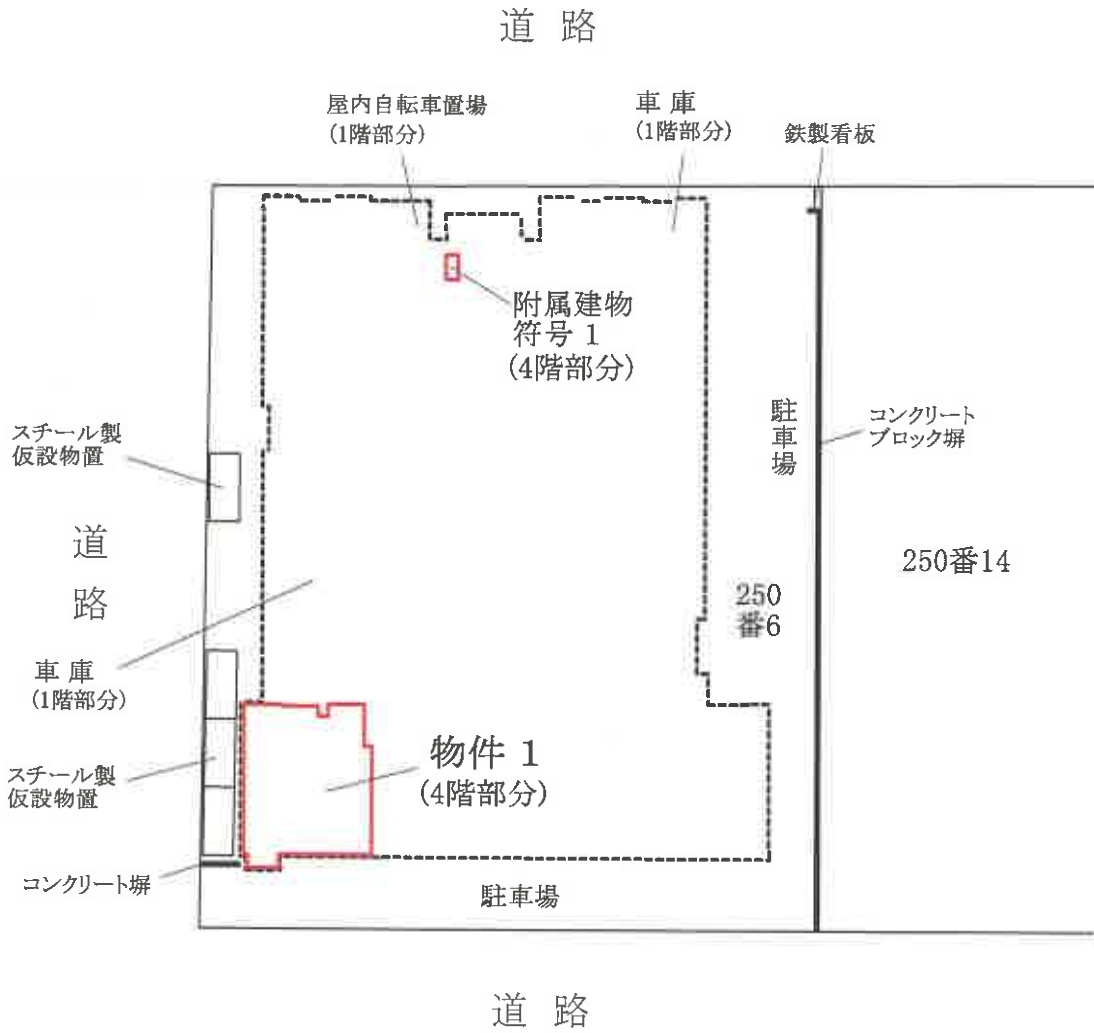 道 路
屋内自転車置場
(1階部分)
車 庫
(1階部分)
鉄製看板
附属建物
符号 1
(4階部分)
スチール製
仮設物置
駐車場
コンクリート
ブロック塀
道路
250番14
250
番6
車 庫
(1階部分)
物件 1
(4階部分)
スチール製
仮設物置
コンクリート塀
駐車場
道 路